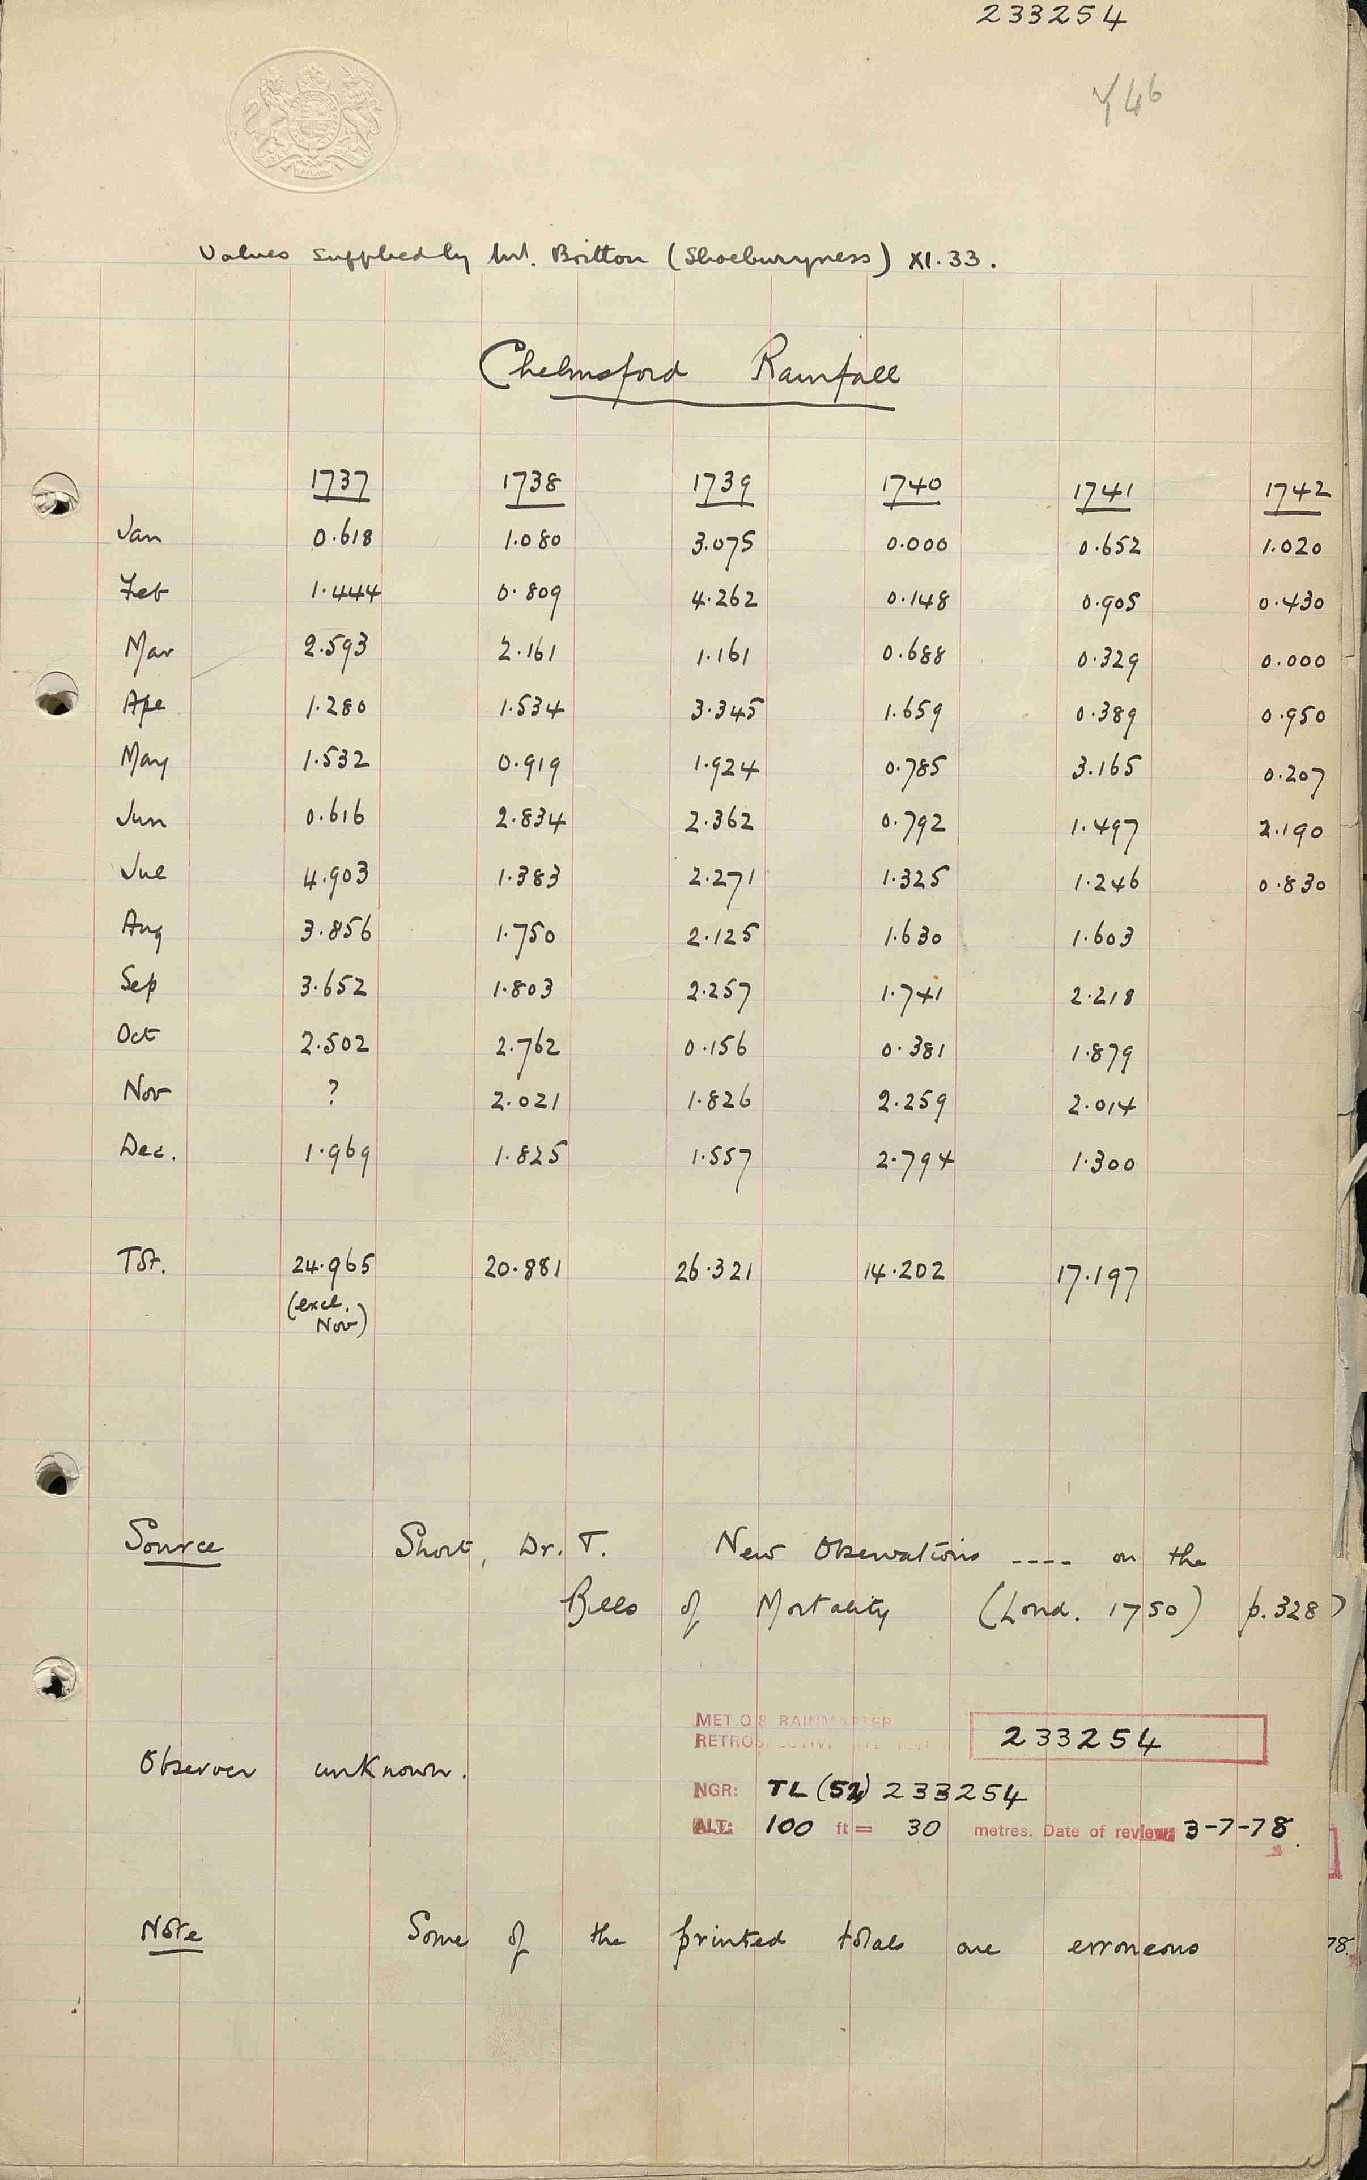 233254
Y46
Values supplied by Mr. Britton (Shoeburyness) XI.33.
Chelmsford Rainfall
1737 1738 1739 1740 1741 1742
Jan 0.618 1.080 3.075 0.000 0.652 1.020
Feb 1.444 0.809 4.262 0.148 0.905 0.430
Mar 2.593 2.161 1.161 0.688 0.329 0.000
Apl 1.280 1.534 3.345 1.659 0.389 0.950
May 1.532 0.919 1.924 0.785 3.165 0.207
Jun 0.616 2.834 2.362 0.792 1.497 2.190
Jul 4.903 1.383 2.271 1.325 1.246 0.830
Aug 3.856 1.750 2.125 1.630 1.603
Sep 3.652 1.803 2.257 1.741 2.218
Oct 2.502 2.762 0.156 0.381 1.879
Nov ? 2.021 1.826 2.259 2.014
Dec. 1.969 1.825 1.557 2.794 1.300
Tot. 24.965 20.881 26.321 14.202 17.197
(excl.
Nov)
Source Short, Dr. T. New Observations ---- on the
Bills of Mortality (Lond. 1750) p.328
MET.O.8 RAINMASTER
RETROSPECTIVE
233254
Observer unknown.
NGR: TL (52) 233254
ALT: 100 ft = 30 metres. Date of review: 3-7-78.
Note Some of the printed totals are erroneous
78.